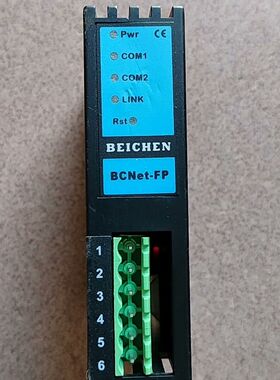 Pwr CE
COM1
COM2
LINK
Rst
BEICHEN
BCNet-FP
1
2
3
4
5
6